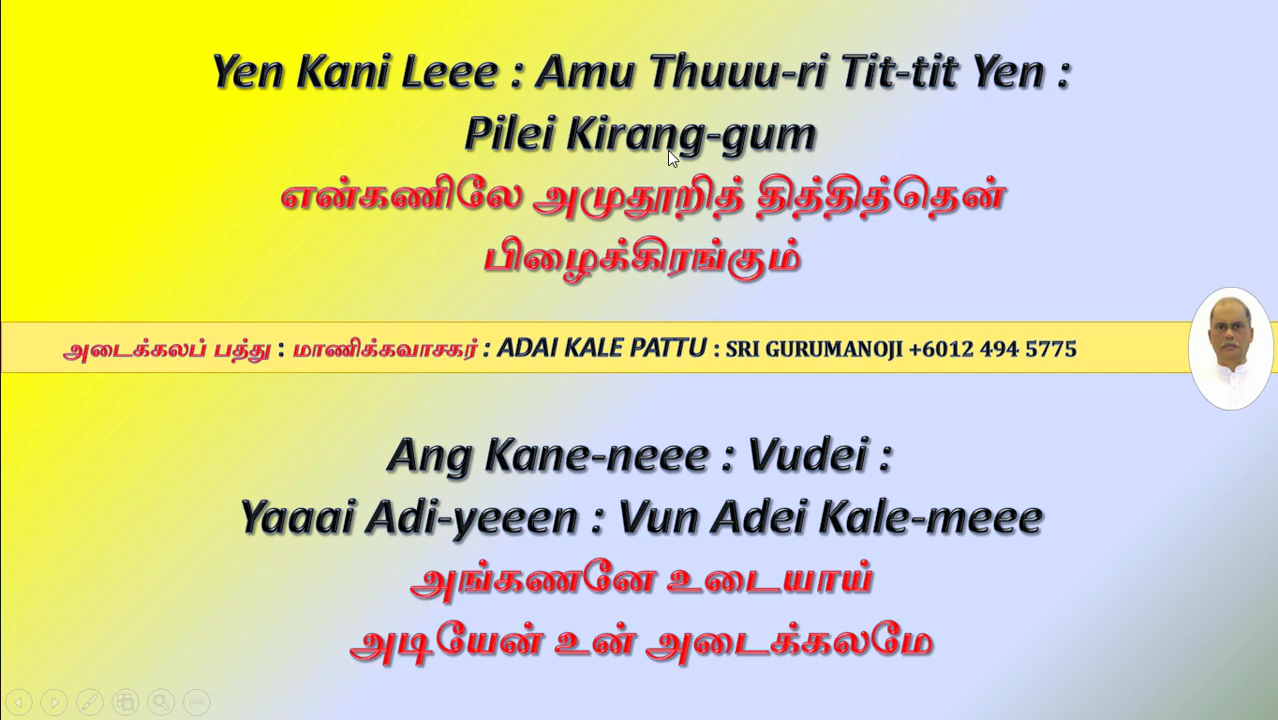 Yen Kani Leee : Amu Thuuu-ri Tit-tit Yen :
Pilei Kirang-gum
என்கணிலே அமுதூறித் தித்தித்தென்
பிழைக்கிரங்கும்
அடைக்கலப் பத்து : மாணிக்கவாசகர் : ADAI KALE PATTU : SRI GURUMANOJI +6012 494 5775
Ang Kane-neee : Vudei :
Yaaai Adi-yeeen : Vun Adei Kale-meee
அங்கணனே உடையாய்
அடியேன் உன் அடைக்கலமே